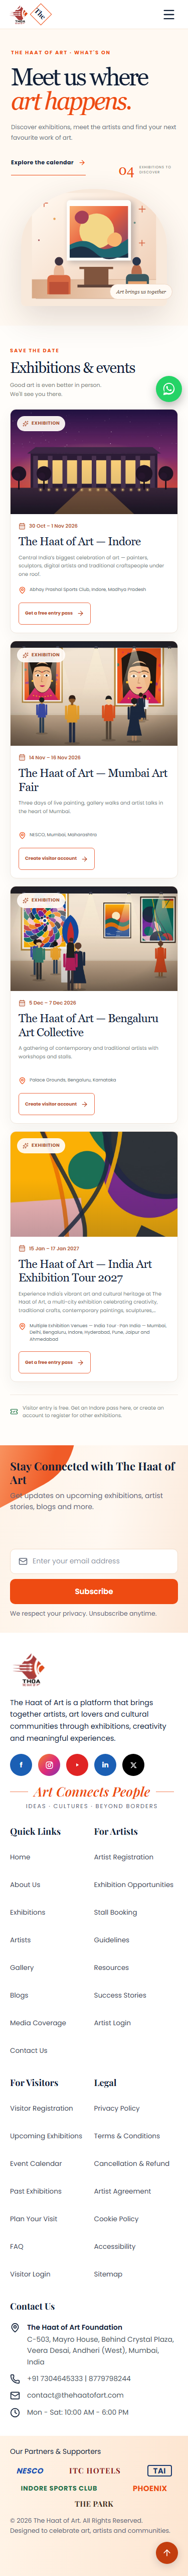 The
THE HAAT OF ART · WHAT'S ON
Meet us where
art happens.
Discover exhibitions, meet the artists and find your next
favourite work of art.
Explore the calendar →
04 EXHIBITIONS TO
DISCOVER
Art brings us together
SAVE THE DATE
Exhibitions & events
Good art is even better in person.
We'll see you there.
EXHIBITION
30 Oct – 1 Nov 2026
The Haat of Art — Indore
Central India's biggest celebration of art — painters,
sculptors, digital artists and traditional craftspeople under
one roof.
Abhay Prashal Sports Club, Indore, Madhya Pradesh
Get a free entry pass →
EXHIBITION
14 Nov – 16 Nov 2026
The Haat of Art — Mumbai Art
Fair
Three days of live painting, gallery walks and artist talks in
the heart of Mumbai.
NESCO, Mumbai, Maharashtra
Create visitor account →
EXHIBITION
5 Dec – 7 Dec 2026
The Haat of Art — Bengaluru
Art Collective
A gathering of contemporary and traditional artists with
workshops and stalls.
Palace Grounds, Bengaluru, Karnataka
Create visitor account →
EXHIBITION
15 Jan – 17 Jan 2027
The Haat of Art — India Art
Exhibition Tour 2027
Experience India's vibrant art and cultural heritage at The
Haat of Art, a multi-city exhibition celebrating creativity,
traditional crafts, contemporary paintings, sculptures,...
Multiple Exhibition Venues — India Tour · Pan India — Mumbai,
Delhi, Bengaluru, Indore, Hyderabad, Pune, Jaipur and
Ahmedabad
Get a free entry pass →
Visitor entry is free. Get an Indore pass here, or create an
account to register for other exhibitions.
Stay Connected with The Haat of
Art
Get updates on upcoming exhibitions, artist
stories, blogs and more.
Enter your email address
Subscribe
We respect your privacy. Unsubscribe anytime.
THOA
The Haat of Art is a platform that brings
together artists, art lovers and cultural
communities through exhibitions, creativity
and meaningful experiences.
Art Connects People
IDEAS · CULTURES · BEYOND BORDERS
Quick Links
Home
About Us
Exhibitions
Artists
Gallery
Blogs
Media Coverage
Contact Us
For Artists
Artist Registration
Exhibition Opportunities
Stall Booking
Guidelines
Resources
Success Stories
Artist Login
For Visitors
Visitor Registration
Upcoming Exhibitions
Event Calendar
Past Exhibitions
Plan Your Visit
FAQ
Visitor Login
Legal
Privacy Policy
Terms & Conditions
Cancellation & Refund
Artist Agreement
Cookie Policy
Accessibility
Sitemap
Contact Us
The Haat of Art Foundation
C-503, Mayro House, Behind Crystal Plaza,
Veera Desai, Andheri (West), Mumbai,
India
+91 7304645333 | 8779798244
contact@thehaatofart.com
Mon - Sat: 10:00 AM - 6:00 PM
Our Partners & Supporters
NESCO
ITC HOTELS
TAI
INDORE SPORTS CLUB
PHOENIX
THE PARK
© 2026 The Haat of Art. All Rights Reserved.
Designed to celebrate art, artists and communities.